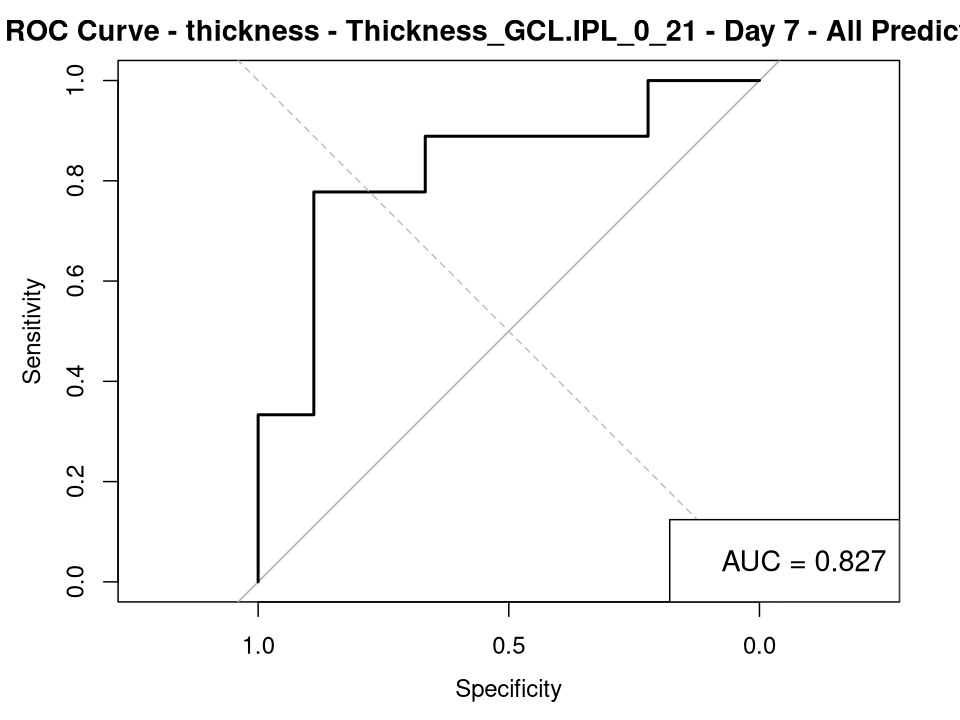 ROC Curve - thickness - Thickness_GCL.IPL_0_21 - Day 7 - All Predic
1.0
0.8
0.6
0.4
0.2
0.0
Sensitivity
AUC = 0.827
1.0 0.5 0.0
Specificity